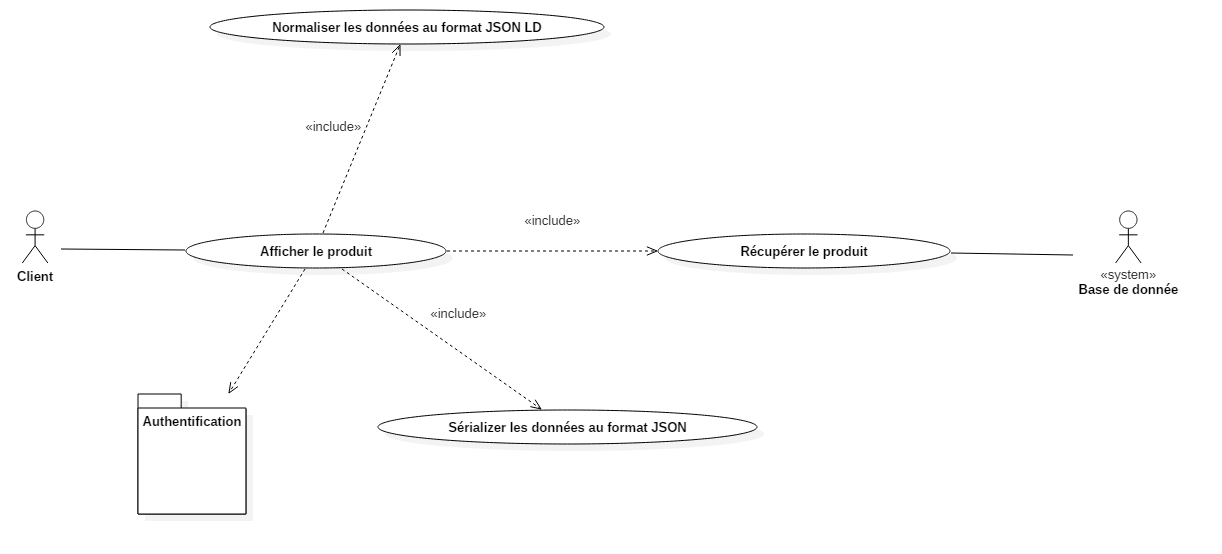 Normaliser les données au format JSON LD
«include»
«include»
Client
Afficher le produit
Récupérer le produit
«system»
Base de donnée
«include»
Authentification
Sérializer les données au format JSON